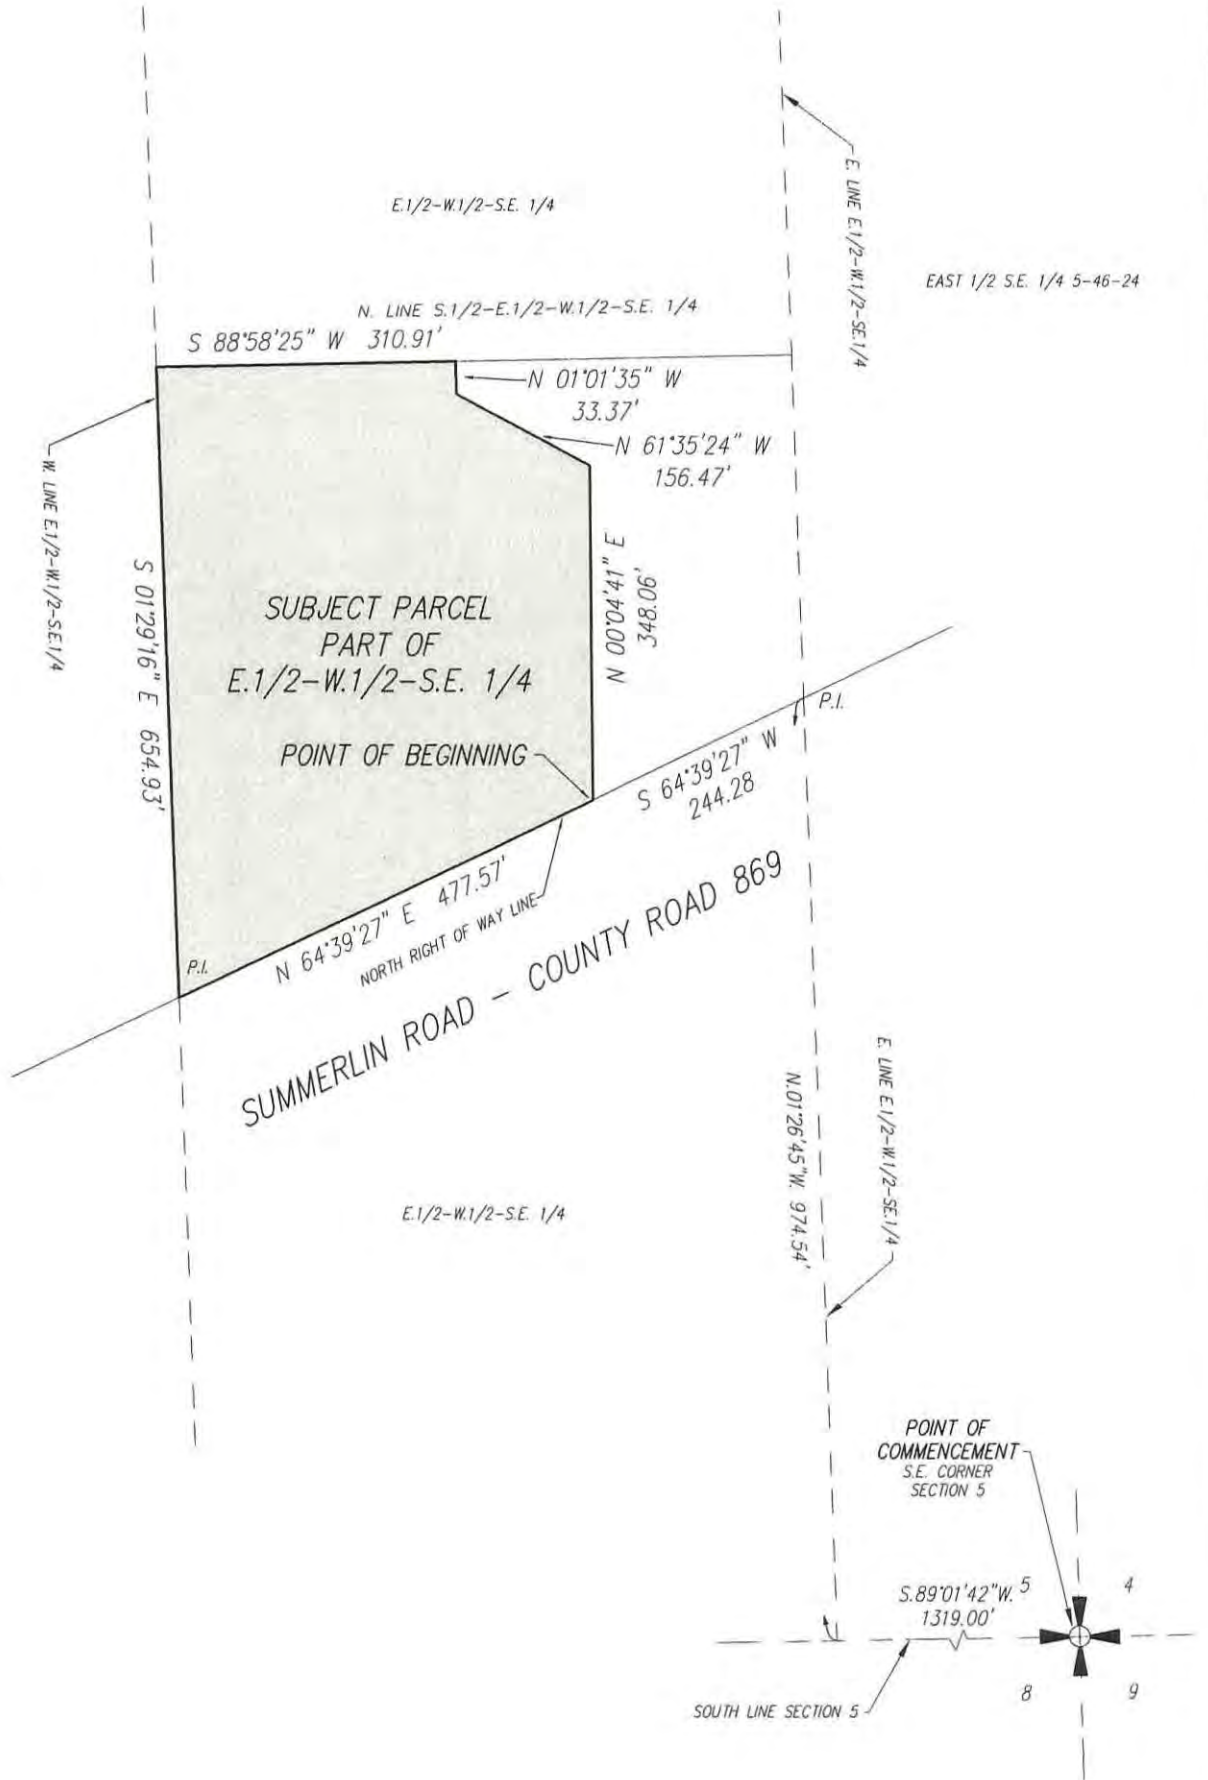 E.1/2-W.1/2-S.E. 1/4
E. LINE E.1/2-W.1/2-SE.1/4
EAST 1/2 S.E. 1/4 5-46-24
N. LINE S.1/2-E.1/2-W.1/2-S.E. 1/4
S 88°58'25" W 310.91'
N 01°01'35" W
33.37'
N 61°35'24" W
156.47'
W. LINE E.1/2-W.1/2-S.E.1/4
S 01°29'16" E 654.93'
N 00°04'41" E
348.06'
SUBJECT PARCEL
PART OF
E.1/2-W.1/2-S.E. 1/4
POINT OF BEGINNING
P.I.
S 64°39'27" W
244.28
N 64°39'27" E 477.57'
NORTH RIGHT OF WAY LINE
P.I.
SUMMERLIN ROAD - COUNTY ROAD 869
N.01°26'45"W. 974.54'
E. LINE E.1/2-W.1/2-SE.1/4
E.1/2-W.1/2-S.E. 1/4
POINT OF
COMMENCEMENT
S.E. CORNER
SECTION 5
S.89°01'42"W.
1319.00'
5
4
8
9
SOUTH LINE SECTION 5